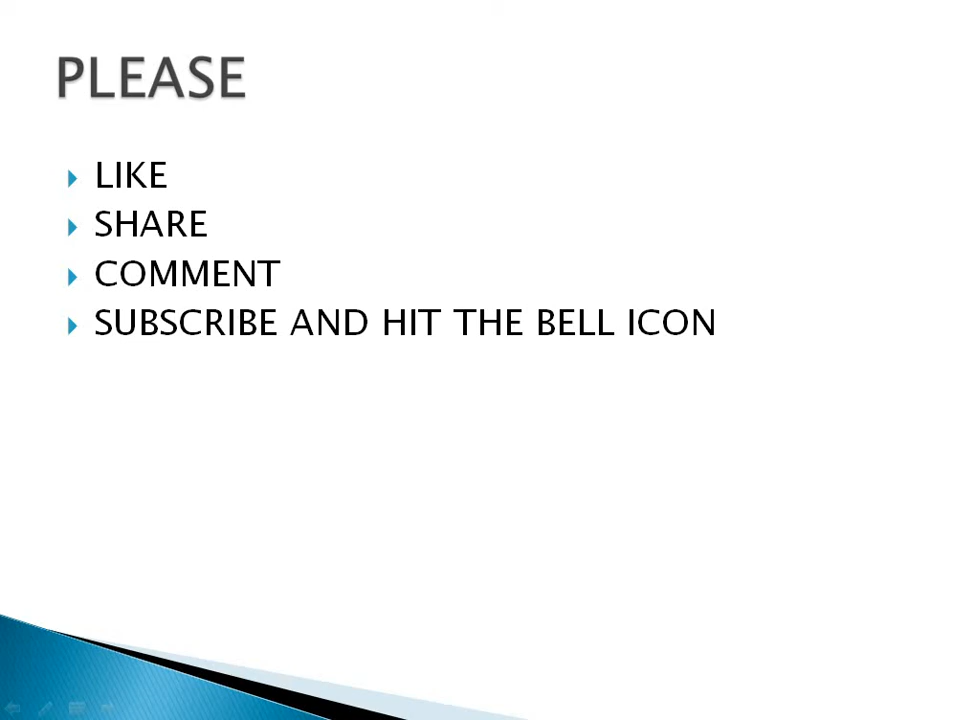 PLEASE
LIKE
SHARE
COMMENT
SUBSCRIBE AND HIT THE BELL ICON